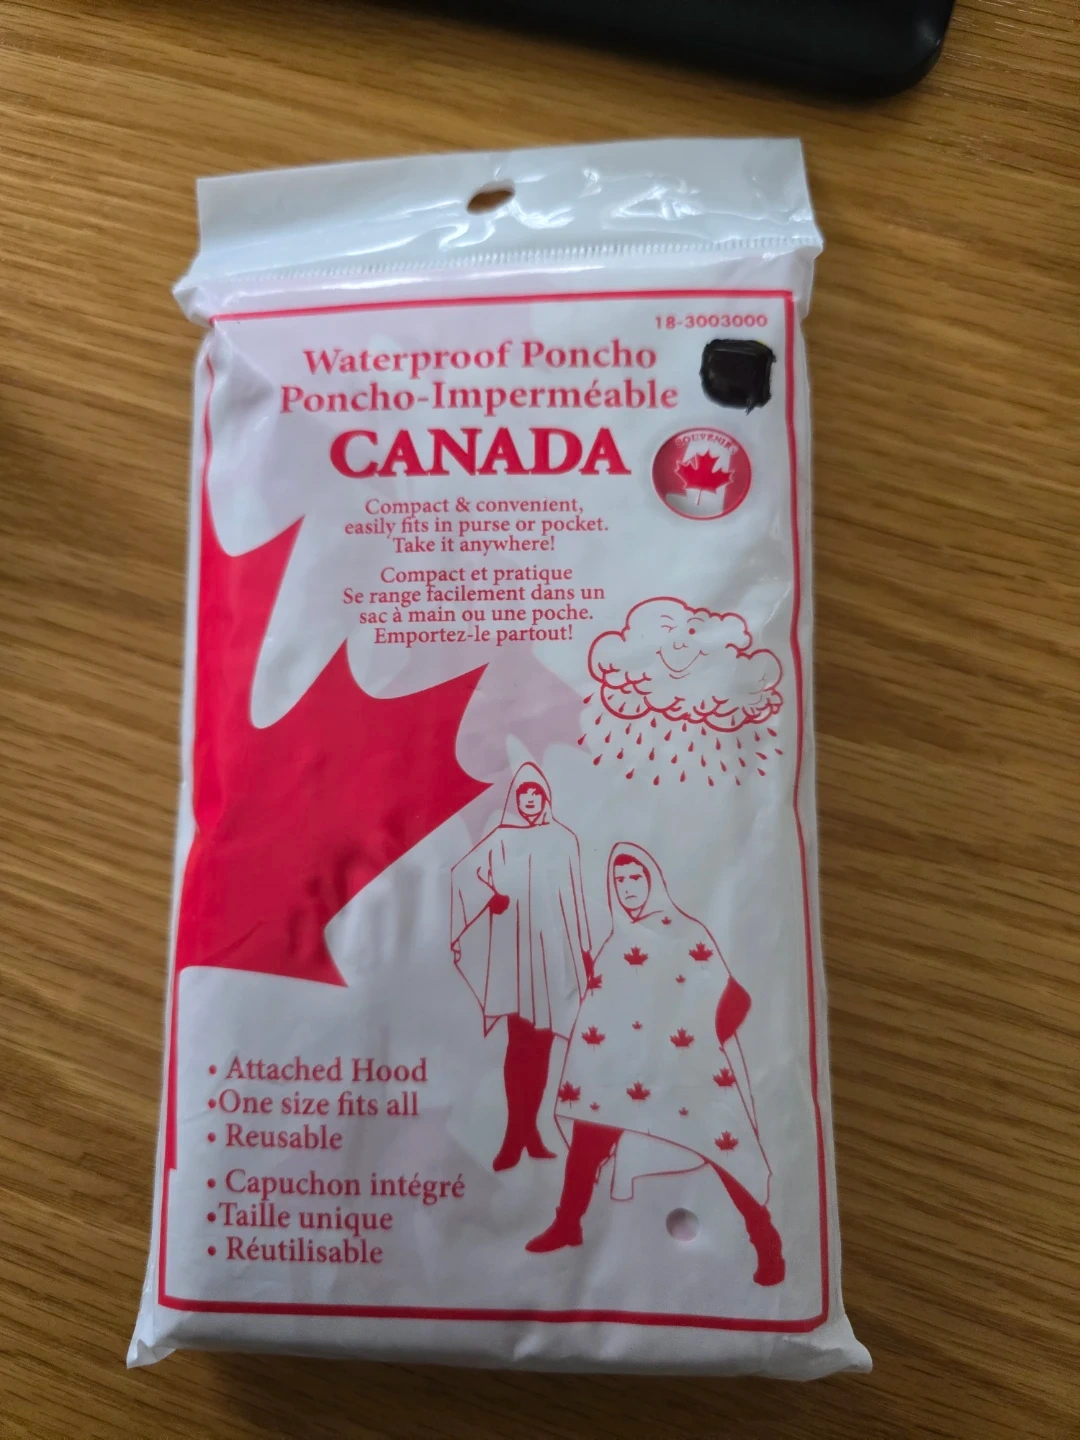 18-3003000
Waterproof Poncho
Poncho-Imperméable
CANADA
SOUVENIR
Compact & convenient,
easily fits in purse or pocket.
Take it anywhere!
Compact et pratique
Se range facilement dans un
sac à main ou une poche.
Emportez-le partout!
• Attached Hood
•One size fits all
• Reusable
• Capuchon intégré
•Taille unique
• Réutilisable